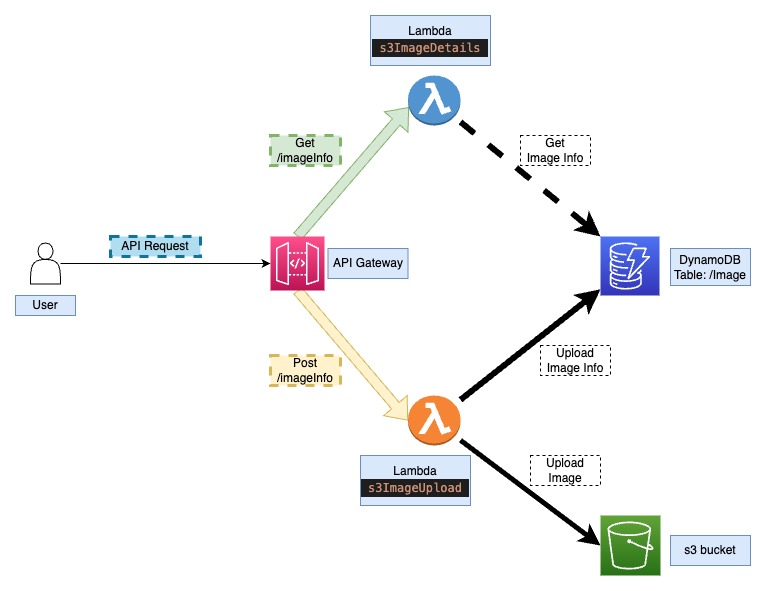 Lambda
s3ImageDetails
Get
/imageInfo
Get
Image Info
API Request
</>
API Gateway
User
DynamoDB
Table: /Image
Post
/imageInfo
Upload
Image Info
λ
λ
Lambda
s3ImageUpload
Upload
Image
s3 bucket